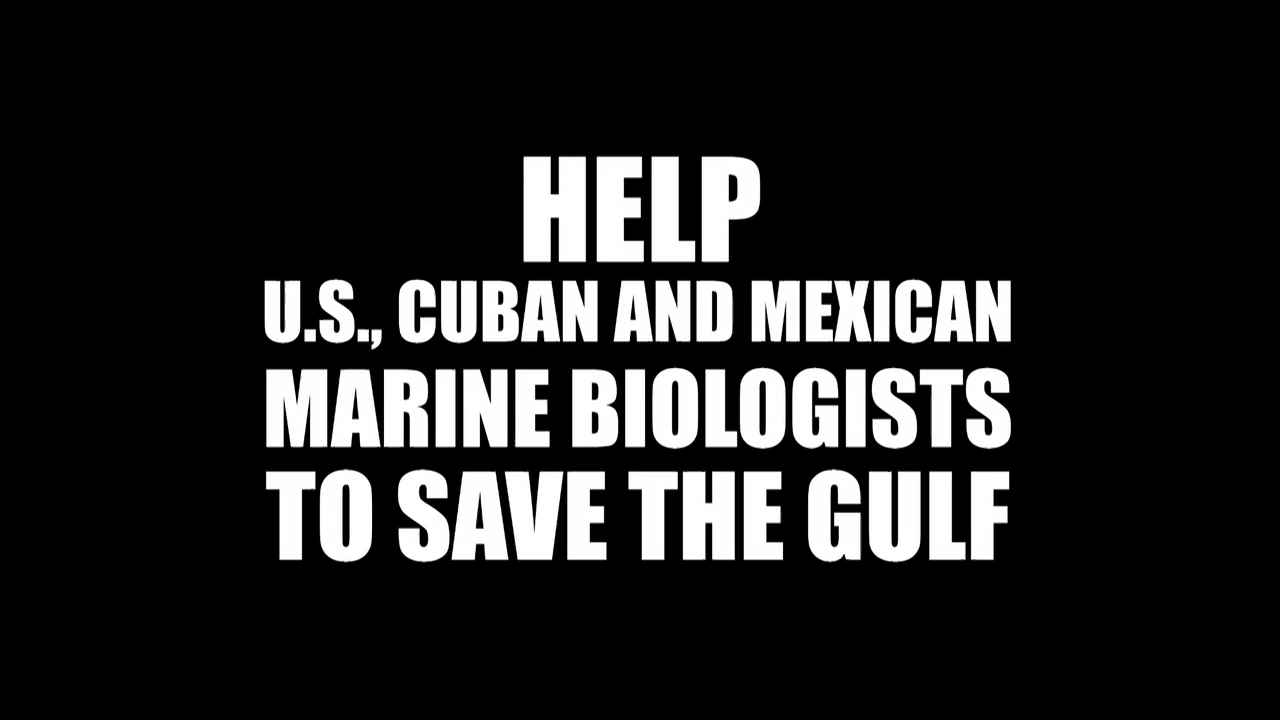 HELP
U.S., CUBAN AND MEXICAN
MARINE BIOLOGISTS
TO SAVE THE GULF